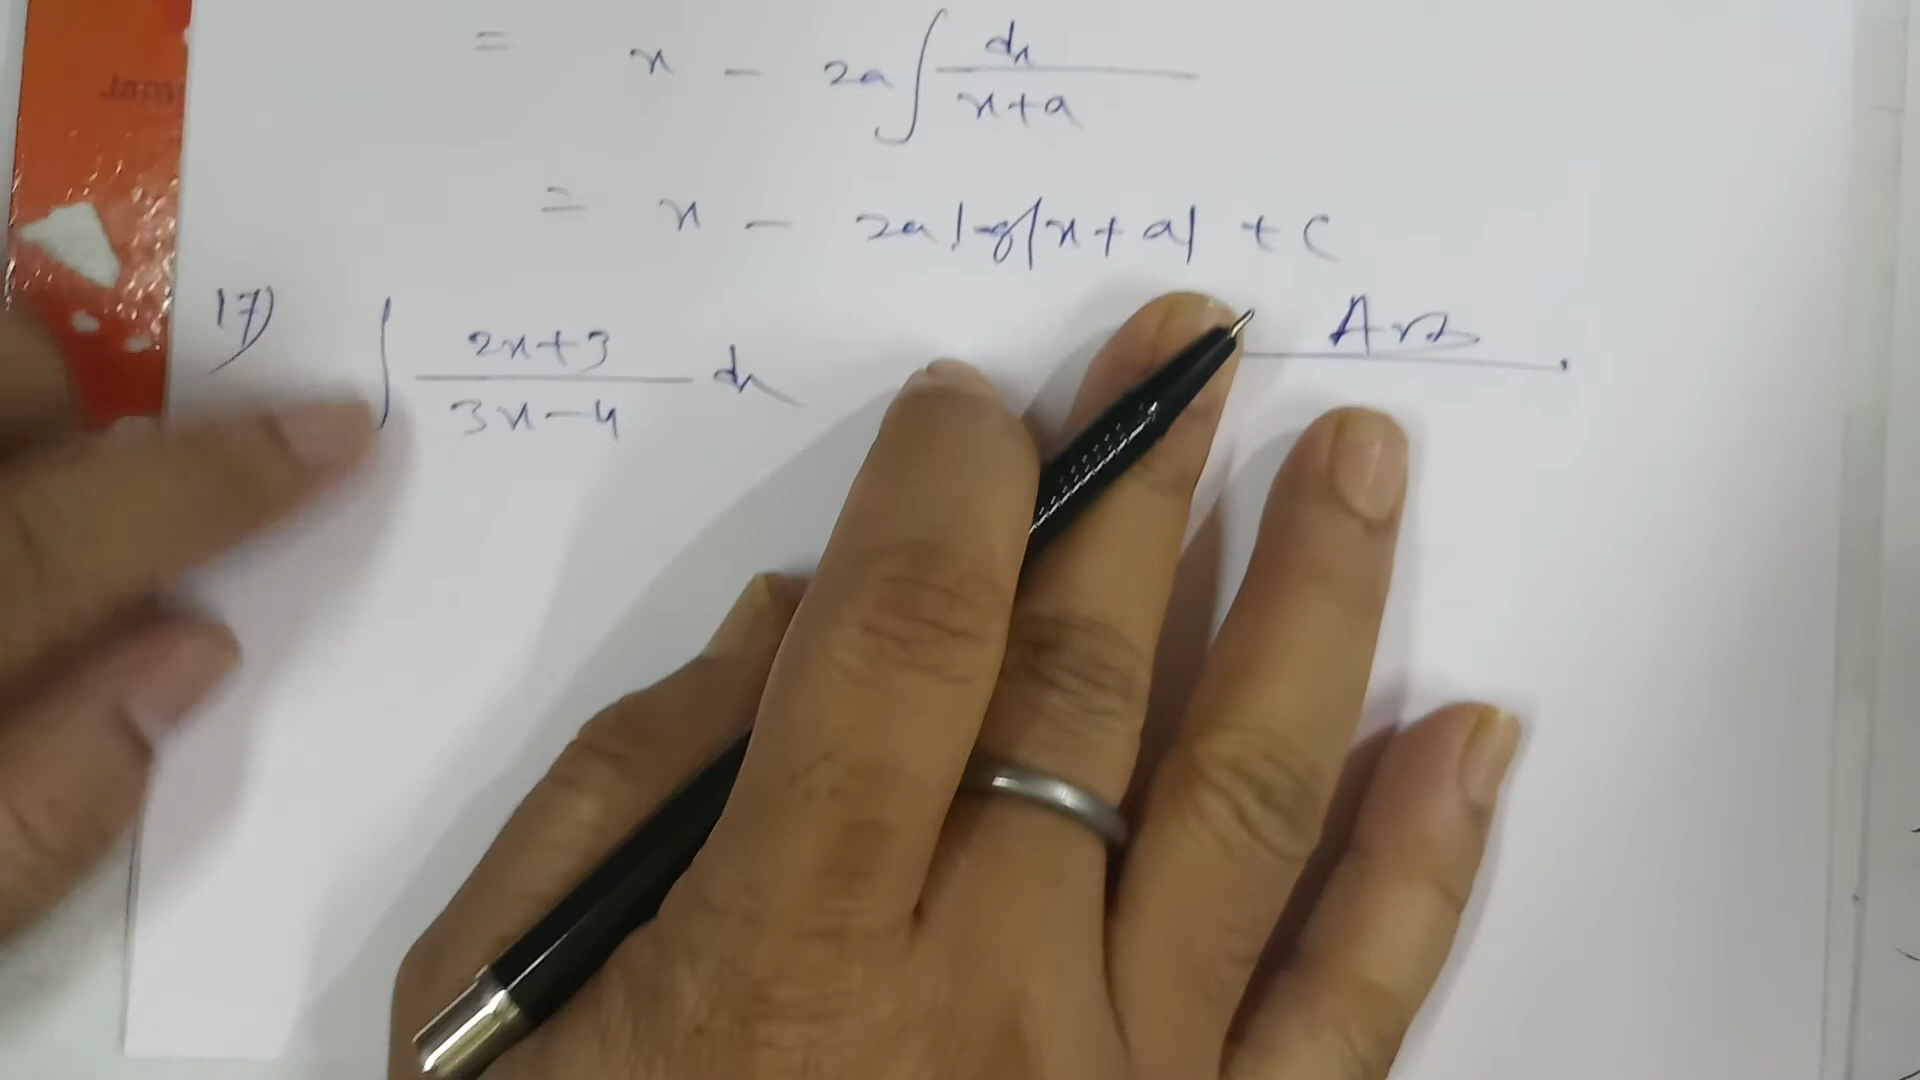 = x - 2a ∫ dx / x+a
= x - 2a log|x+a| + C
Ans
17) ∫ 2x+3 / 3x-4 dx